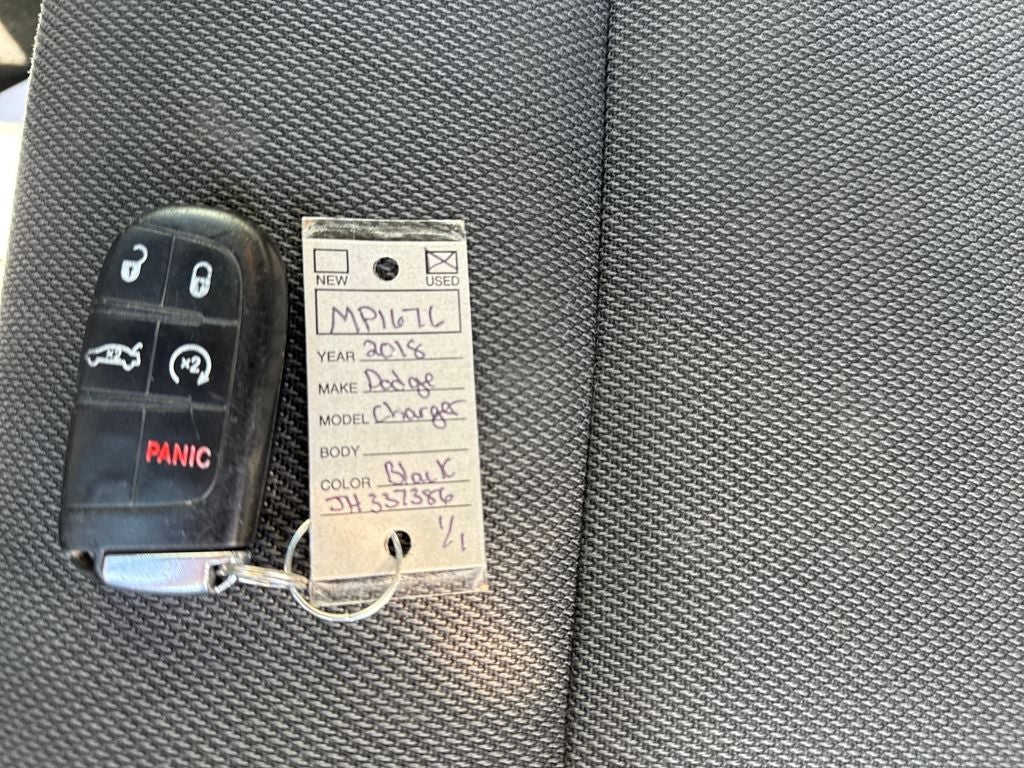 x2
x2
PANIC
NEW USED
MP1676
YEAR 2018
MAKE Dodge
MODEL Charger
BODY
COLOR Black
JH337386
1/1